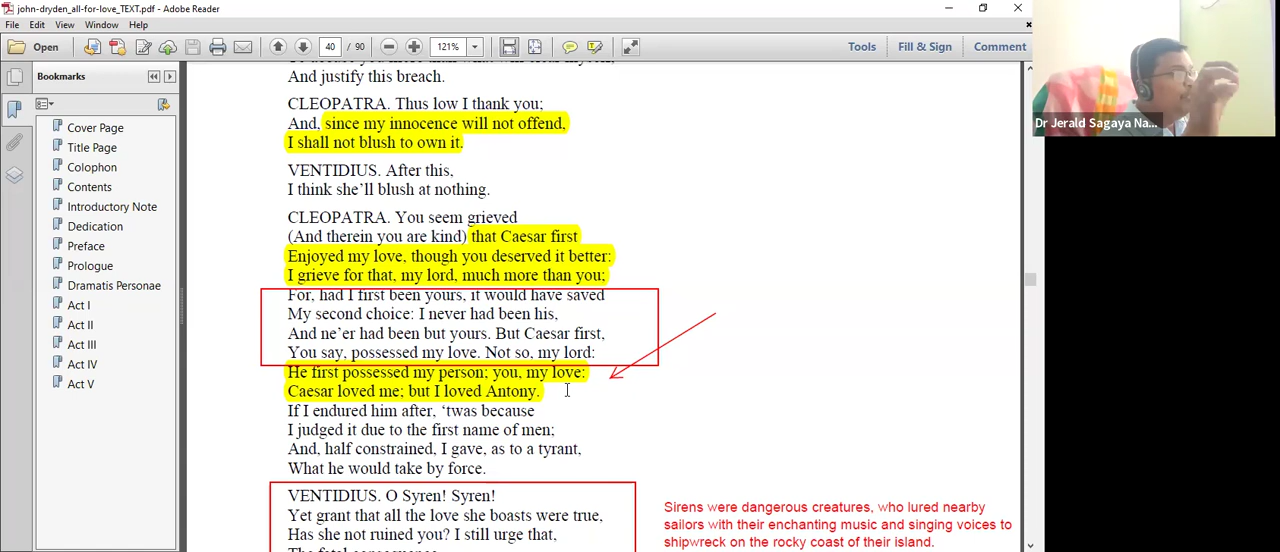 john-dryden_all-for-love_TEXT.pdf - Adobe Reader
File Edit View Window Help
Open 40 / 90 121% Tools Fill & Sign Comment
Bookmarks
Cover Page
Title Page
Colophon
Contents
Introductory Note
Dedication
Preface
Prologue
Dramatis Personae
Act I
Act II
Act III
Act IV
Act V
And justify this breach.
CLEOPATRA. Thus low I thank you;
And, since my innocence will not offend,
I shall not blush to own it.
VENTIDIUS. After this,
I think she’ll blush at nothing.
CLEOPATRA. You seem grieved
(And therein you are kind) that Caesar first
Enjoyed my love, though you deserved it better:
I grieve for that, my lord, much more than you;
For, had I first been yours, it would have saved
My second choice: I never had been his,
And ne’er had been but yours. But Caesar first,
You say, possessed my love. Not so, my lord:
He first possessed my person; you, my love:
Caesar loved me; but I loved Antony.
If I endured him after, ‘twas because
I judged it due to the first name of men;
And, half constrained, I gave, as to a tyrant,
What he would take by force.
VENTIDIUS. O Syren! Syren!
Yet grant that all the love she boasts were true,
Has she not ruined you? I still urge that,
Sirens were dangerous creatures, who lured nearby
sailors with their enchanting music and singing voices to
shipwreck on the rocky coast of their island.
Dr Jerald Sagaya Na...